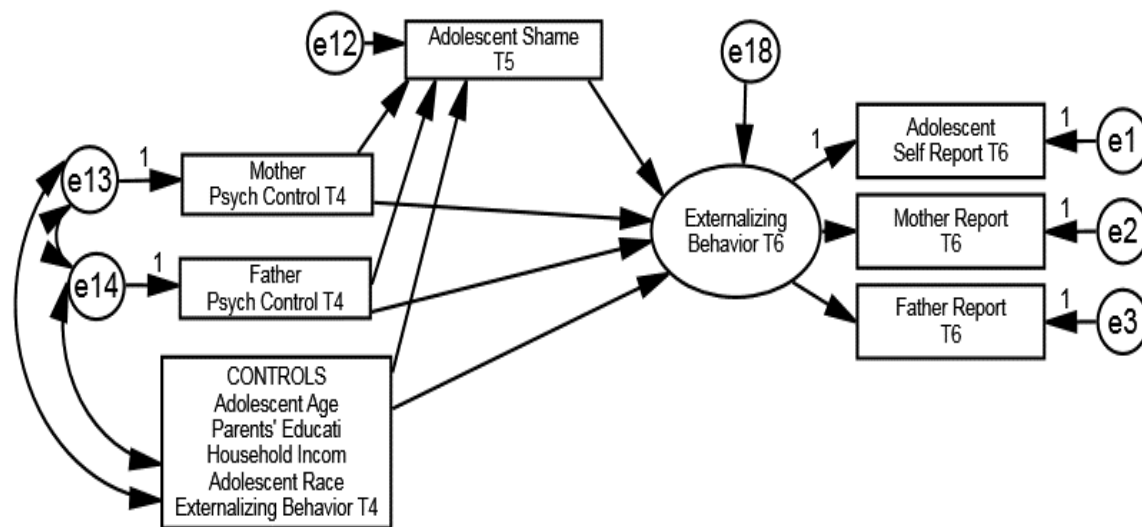 e12
Adolescent Shame
T5
e18
e13
1
Mother
Psych Control T4
e14
1
Father
Psych Control T4
CONTROLS
Adolescent Age
Parents' Educati
Household Incom
Adolescent Race
Externalizing Behavior T4
Externalizing
Behavior T6
1
Adolescent
Self Report T6
1
e1
Mother Report
T6
1
e2
Father Report
T6
1
e3